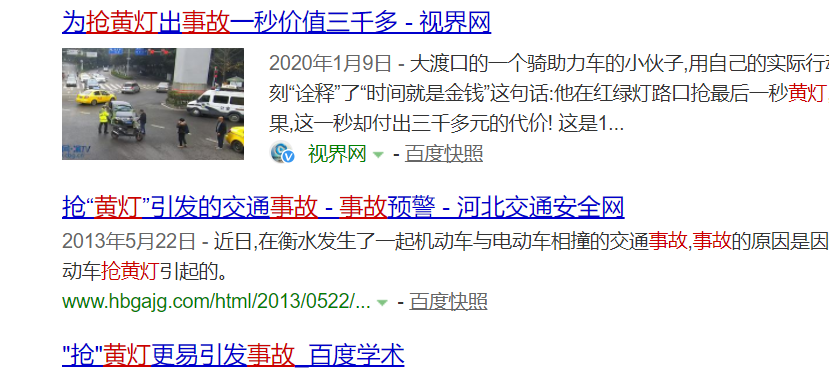 为抢黄灯出事故一秒价值三千多 - 视界网
2020年1月9日 - 大渡口的一个骑助力车的小伙子,用自己的实际行
刻“诠释”了“时间就是金钱”这句话:他在红绿灯路口抢最后一秒黄灯
果,这一秒却付出三千多元的代价! 这是1...
视界网 - 百度快照
抢“黄灯”引发的交通事故 - 事故预警 - 河北交通安全网
2013年5月22日 - 近日,在衡水发生了一起机动车与电动车相撞的交通事故,事故的原因是因
动车抢黄灯引起的。
www.hbgajg.com/html/2013/0522/... - 百度快照
"抢"黄灯更易引发事故_百度学术